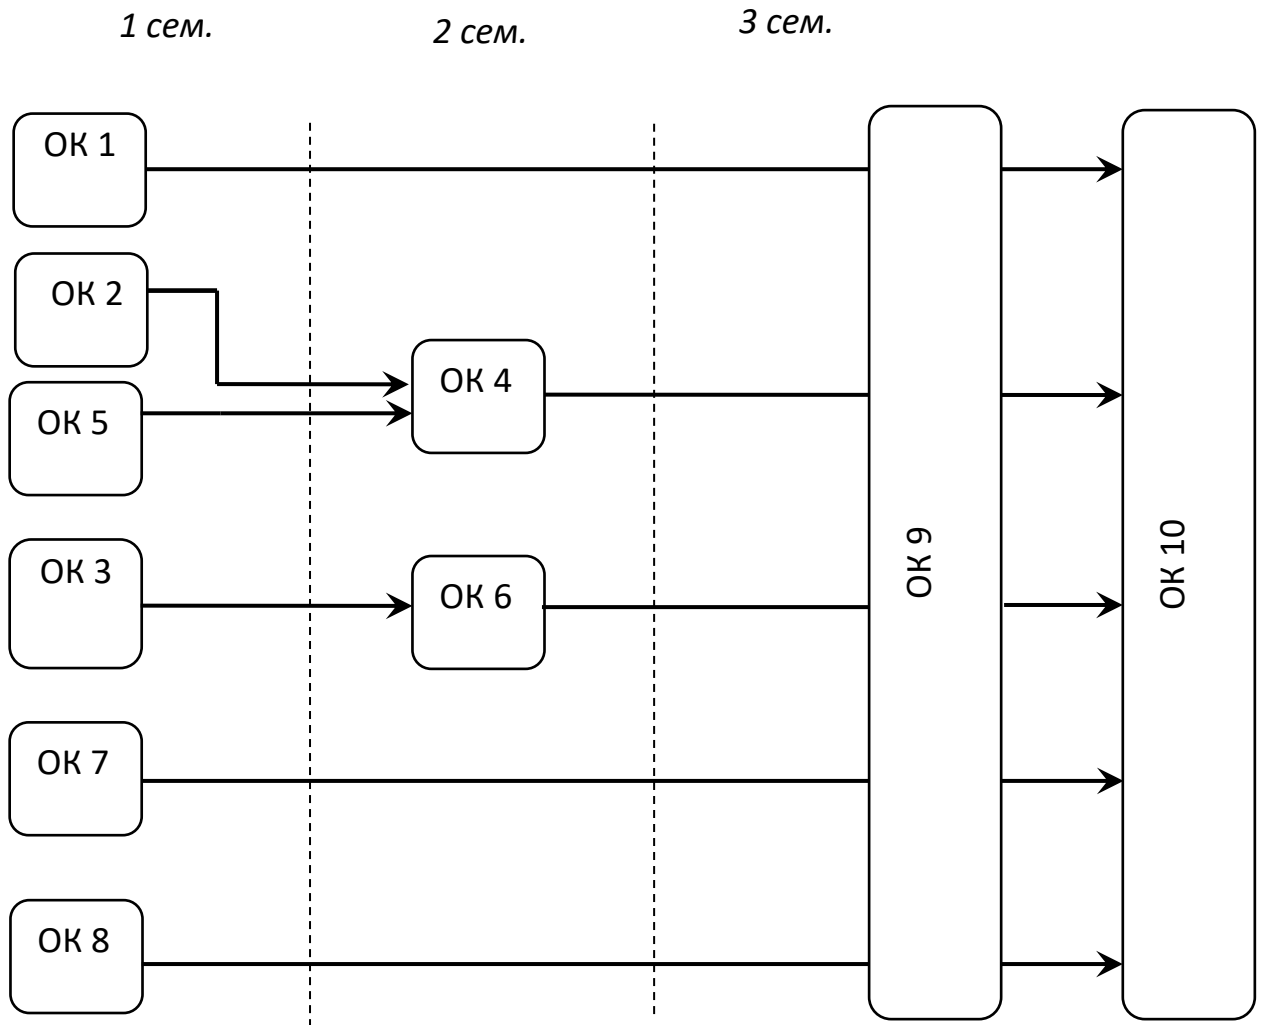 1 сем.
2 сем.
3 сем.
ОК 1
ОК 2
ОК 4
ОК 5
ОК 3
ОК 6
ОК 9
ОК 10
ОК 7
ОК 8